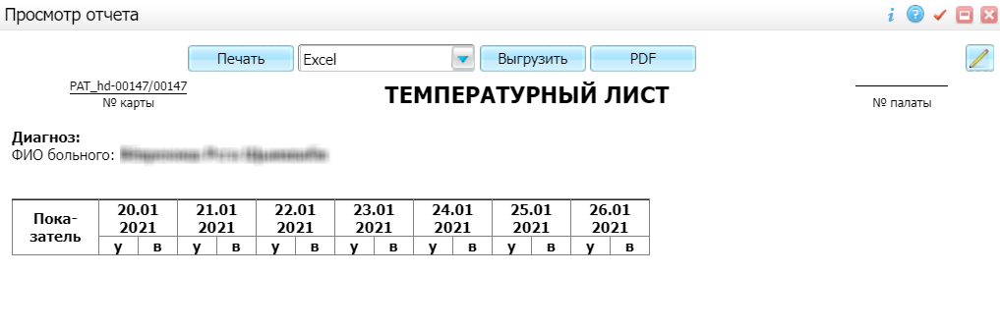 Просмотр отчета
Печать Excel Выгрузить PDF
PAT_hd-00147/00147
№ карты
ТЕМПЕРАТУРНЫЙ ЛИСТ
№ палаты
Диагноз:
ФИО больного:
Пока-
затель
20.01
2021
21.01
2021
22.01
2021
23.01
2021
24.01
2021
25.01
2021
26.01
2021
у в у в у в у в у в у в у в